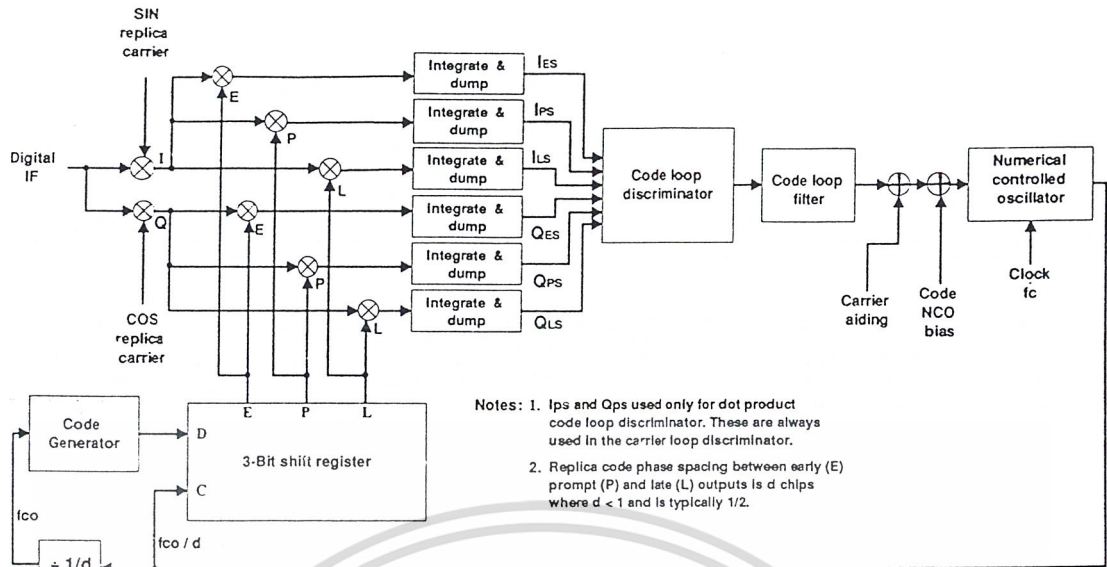 SIN
replica
carrier
Integrate &
dump
IES
E
Integrate &
dump
IPS
P
Digital
IF
I
Integrate &
dump
ILS
L
Code loop
discriminator
Code loop
filter
Numerical
controlled
oscillator
Q
E
Integrate &
dump
QES
P
Integrate &
dump
QPS
L
Integrate &
dump
QLS
COS
replica
carrier
Carrier
aiding
Code
NCO
bias
Clock
fc
E P L
Code
Generator
D
3-Bit shift register
C
fco
fco / d
÷ 1/d
Notes: 1. Ips and Qps used only for dot product
code loop discriminator. These are always
used in the carrier loop discriminator.
2. Replica code phase spacing between early (E)
prompt (P) and late (L) outputs is d chips
where d < 1 and is typically 1/2.